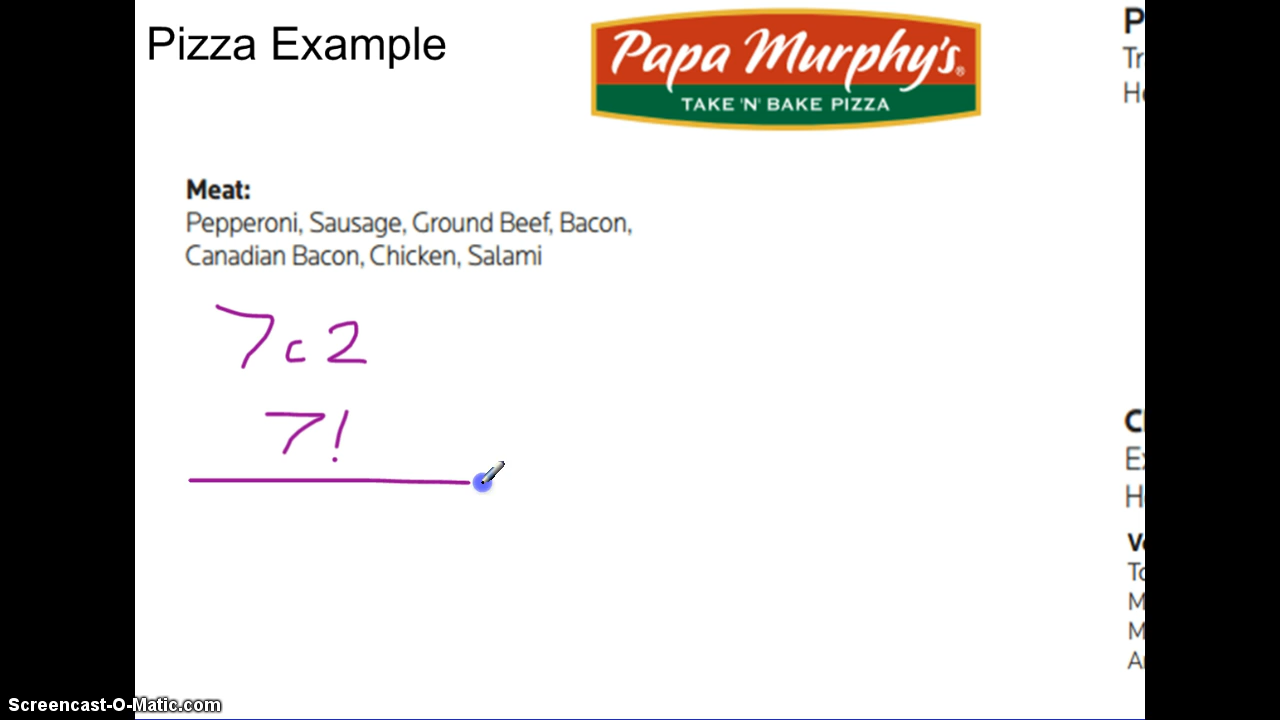 Pizza Example
Papa Murphy's®
TAKE 'N' BAKE PIZZA
P
Tr
H
Meat:
Pepperoni, Sausage, Ground Beef, Bacon,
Canadian Bacon, Chicken, Salami
7c2
7!
Screencast-O-Matic.com